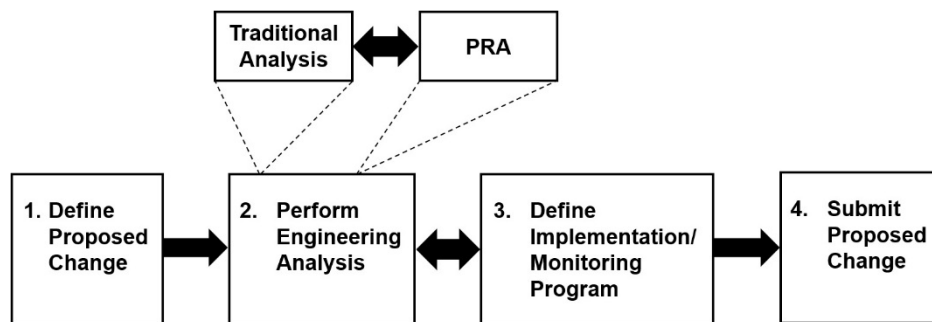 Traditional
Analysis
PRA
1. Define
Proposed
Change
2. Perform
Engineering
Analysis
3. Define
Implementation/
Monitoring
Program
4. Submit
Proposed
Change